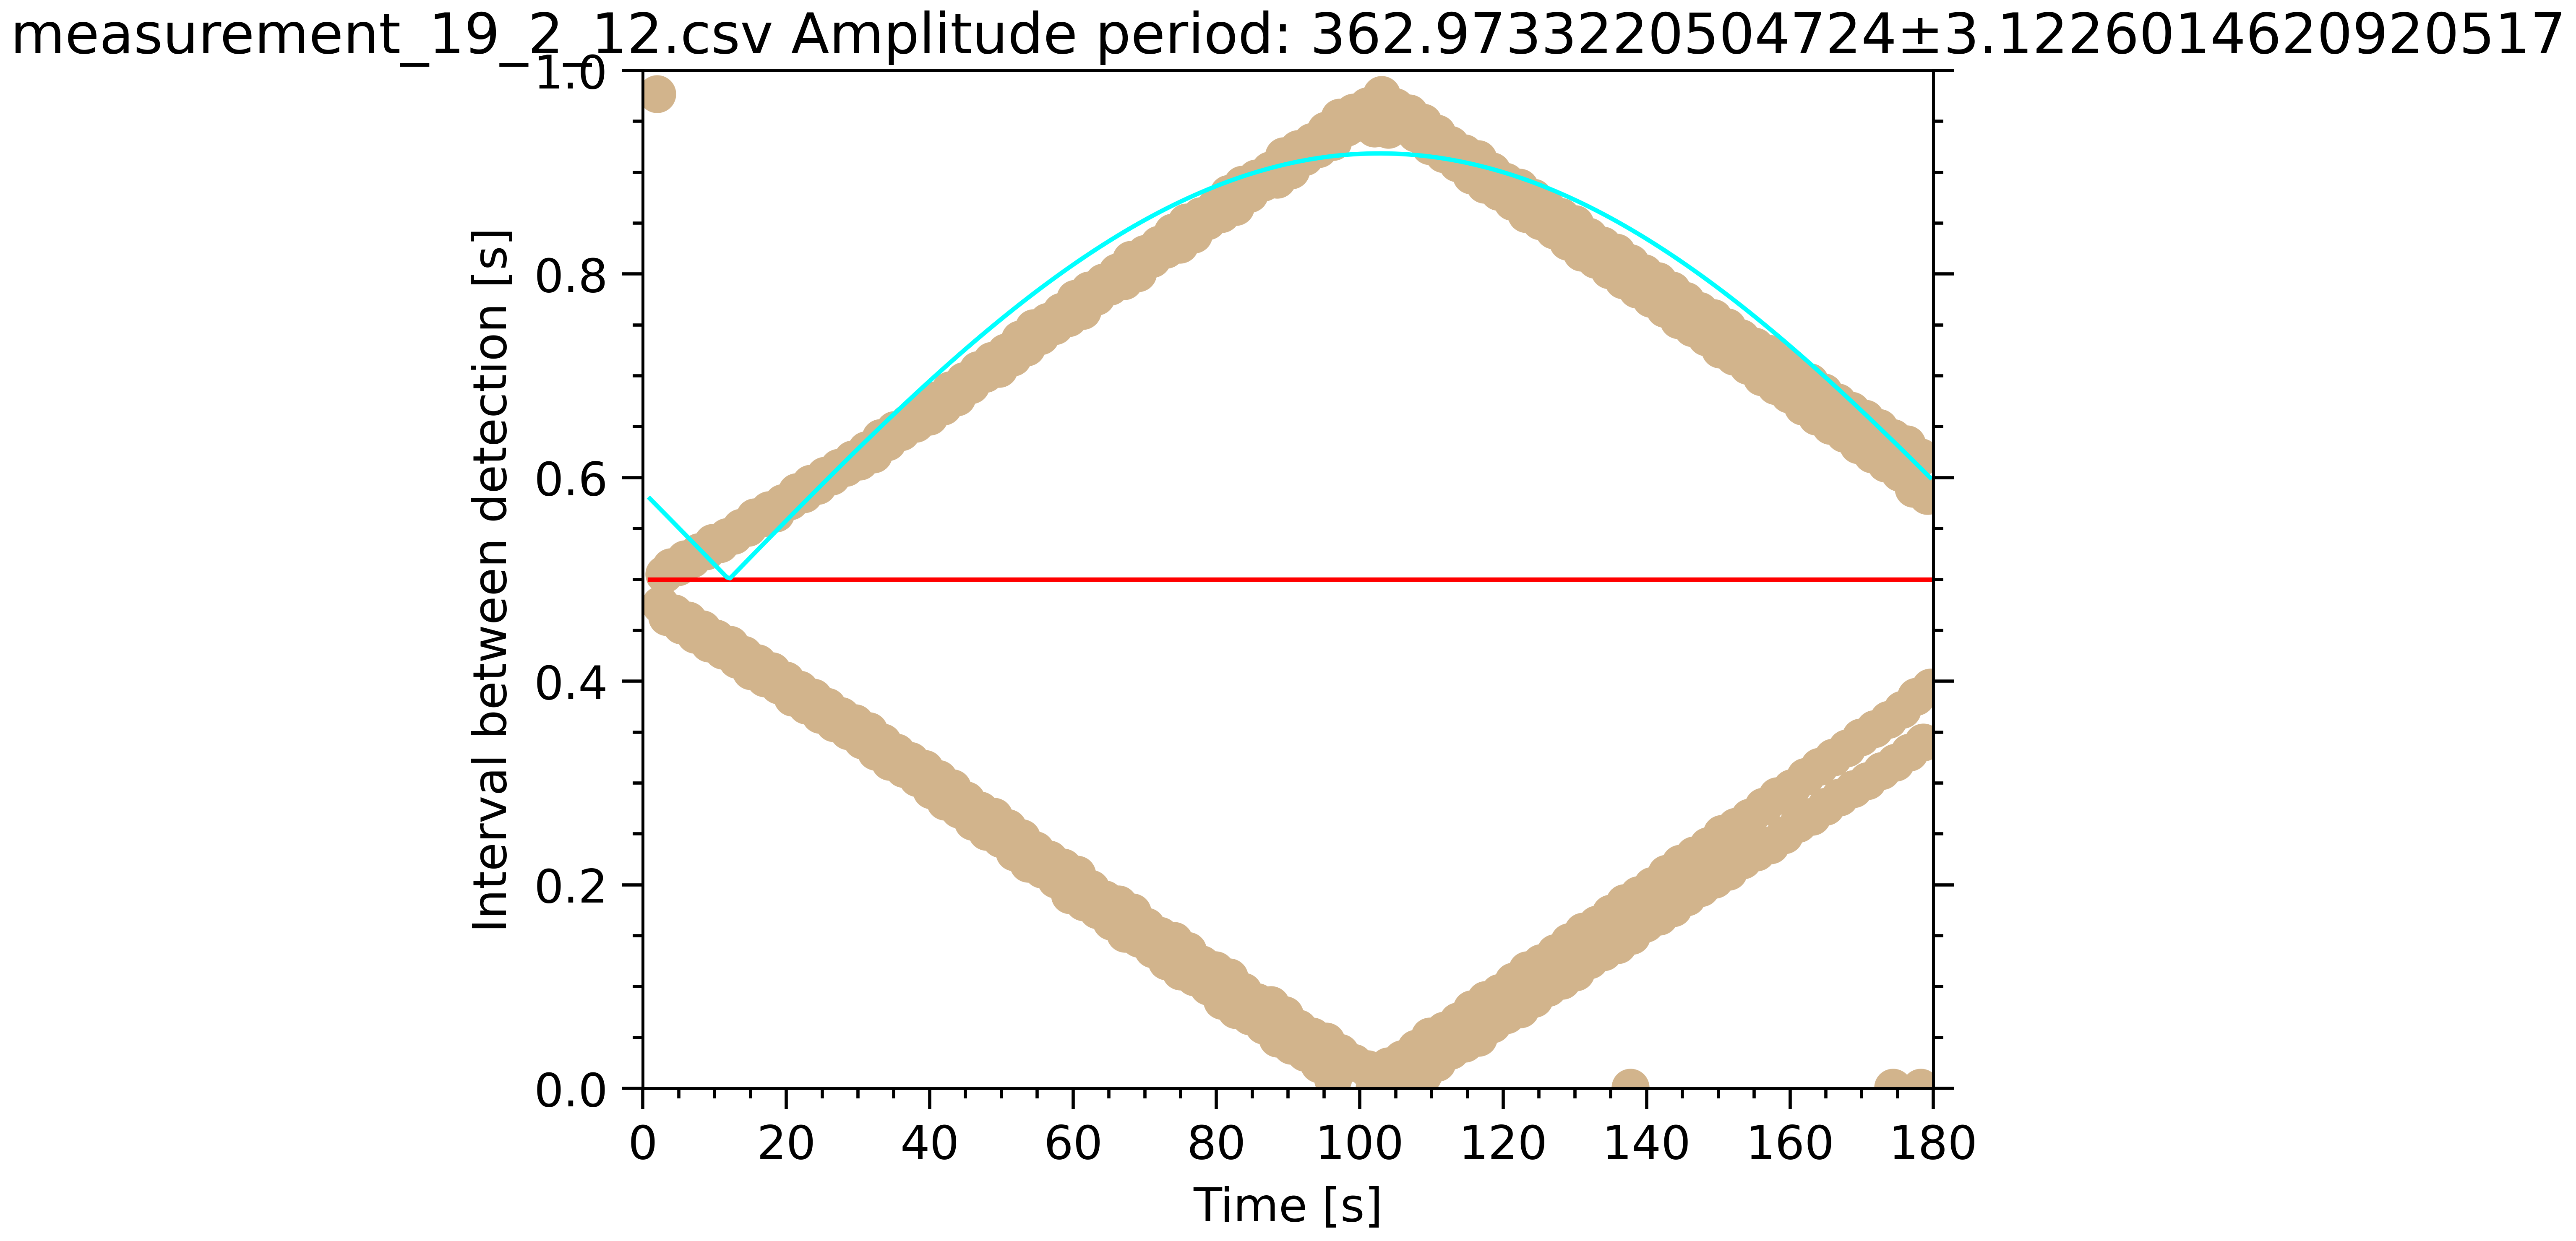 measurement_19_2_12.csv Amplitude period: 362.9733220504724±3.1226014620920517
1.0
0.8
0.6
0.4
0.2
0.0
Interval between detection [s]
0 20 40 60 80 100 120 140 160 180
Time [s]